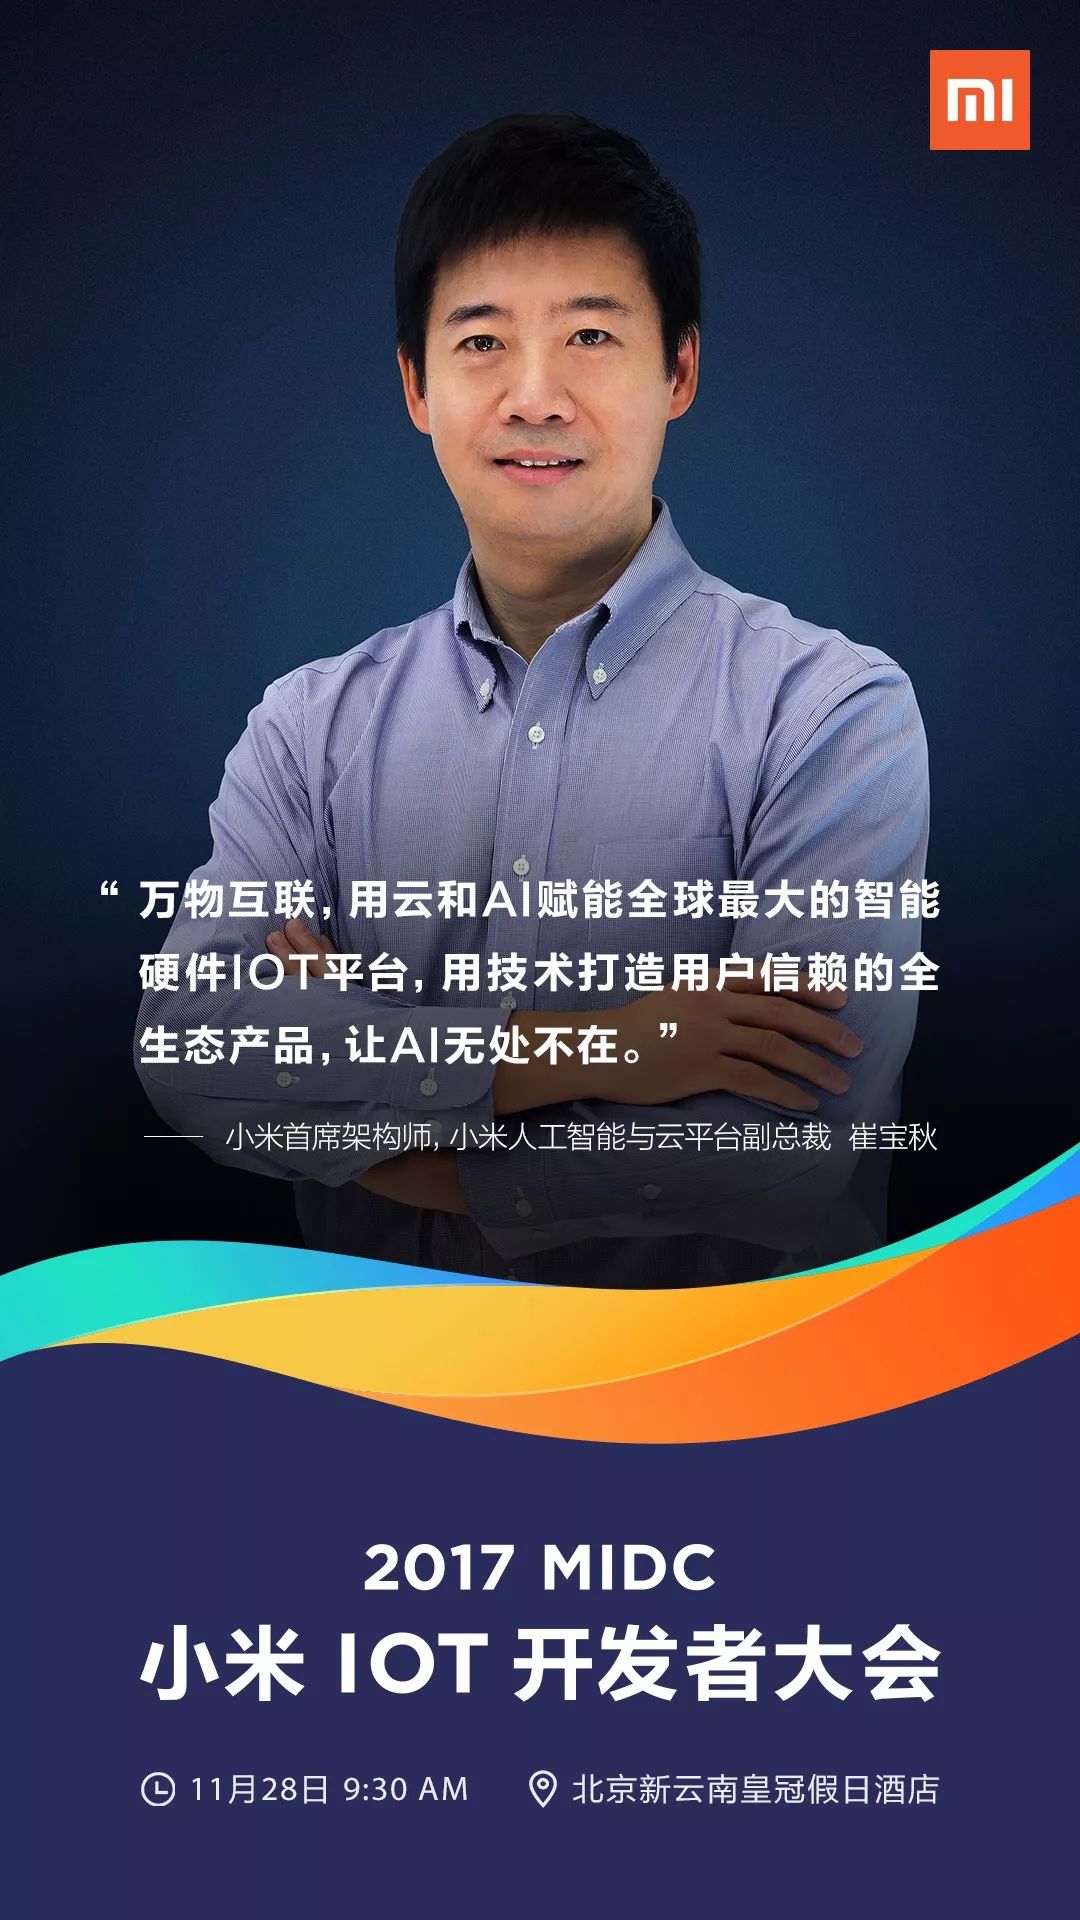 MI
“ 万物互联, 用云和AI赋能全球最大的智能
硬件IOT平台, 用技术打造用户信赖的全
生态产品, 让AI无处不在。”
—— 小米首席架构师, 小米人工智能与云平台副总裁 崔宝秋
2017 MIDC
小米 IOT 开发者大会
11月28日 9:30 AM 北京新云南皇冠假日酒店